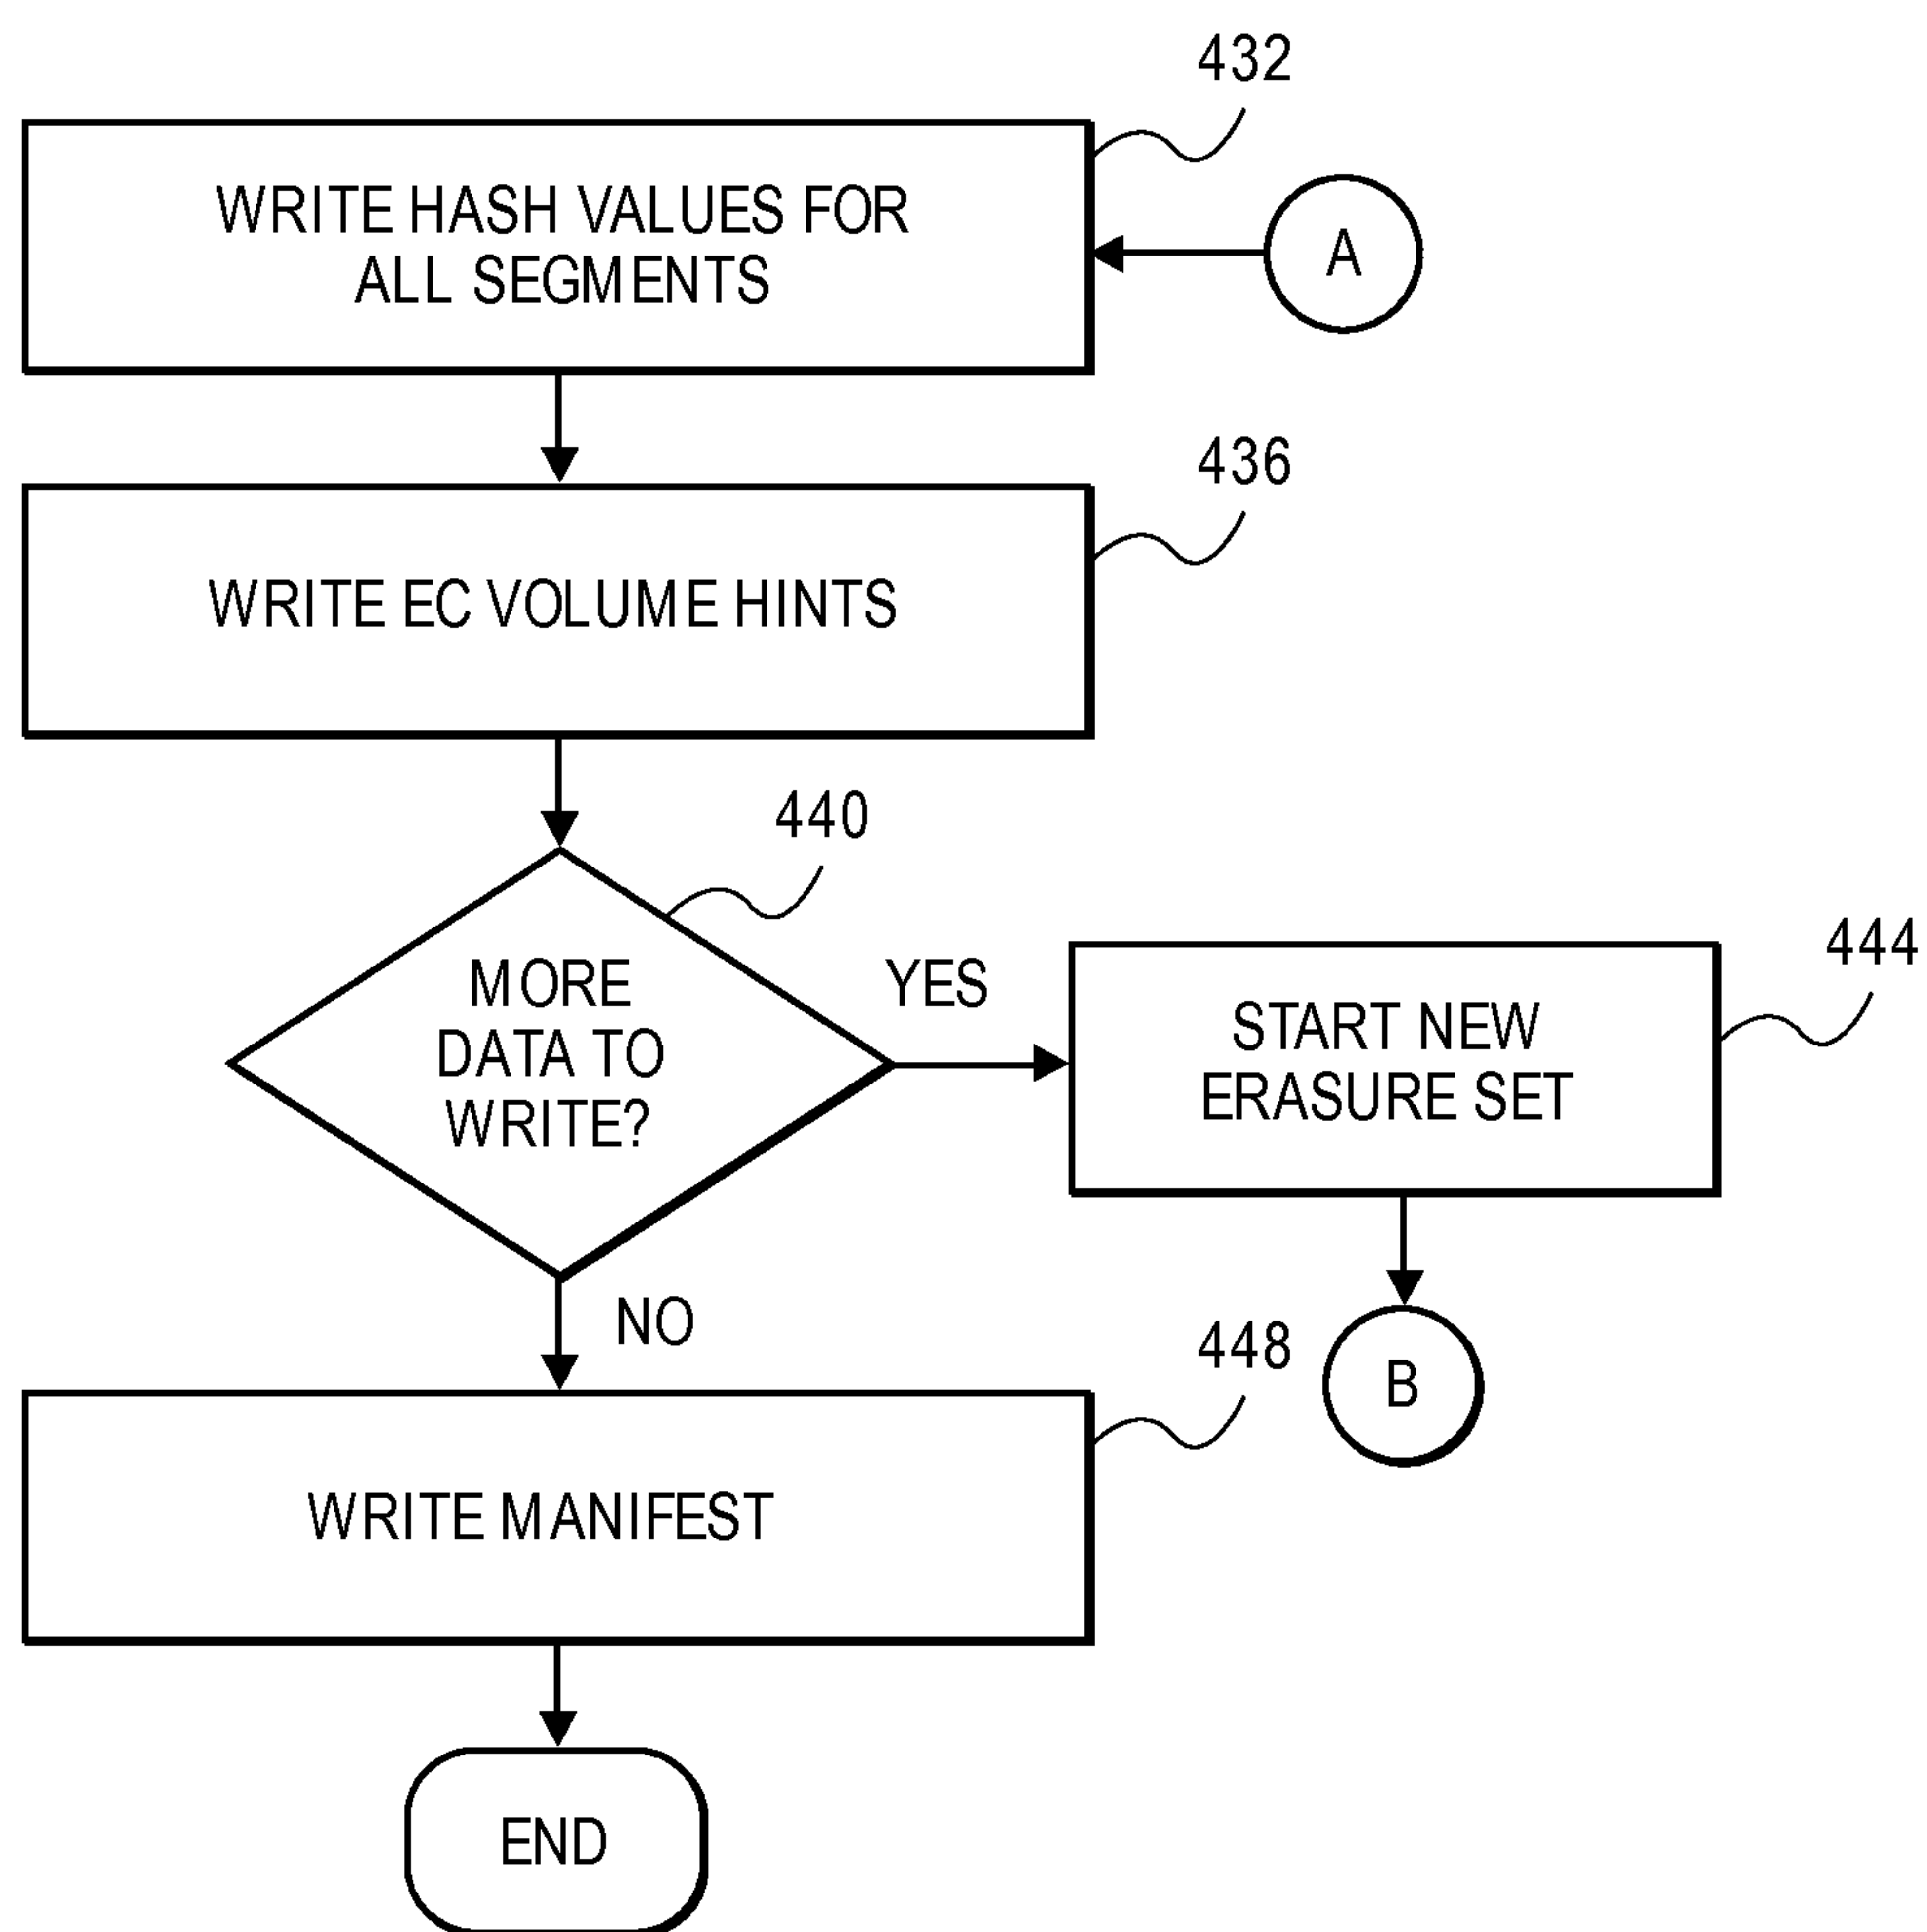 432
WRITE HASH VALUES FOR
ALL SEGMENTS
A
436
WRITE EC VOLUME HINTS
440
MORE
DATA TO
WRITE?
YES
444
START NEW
ERASURE SET
NO
448
B
WRITE MANIFEST
END